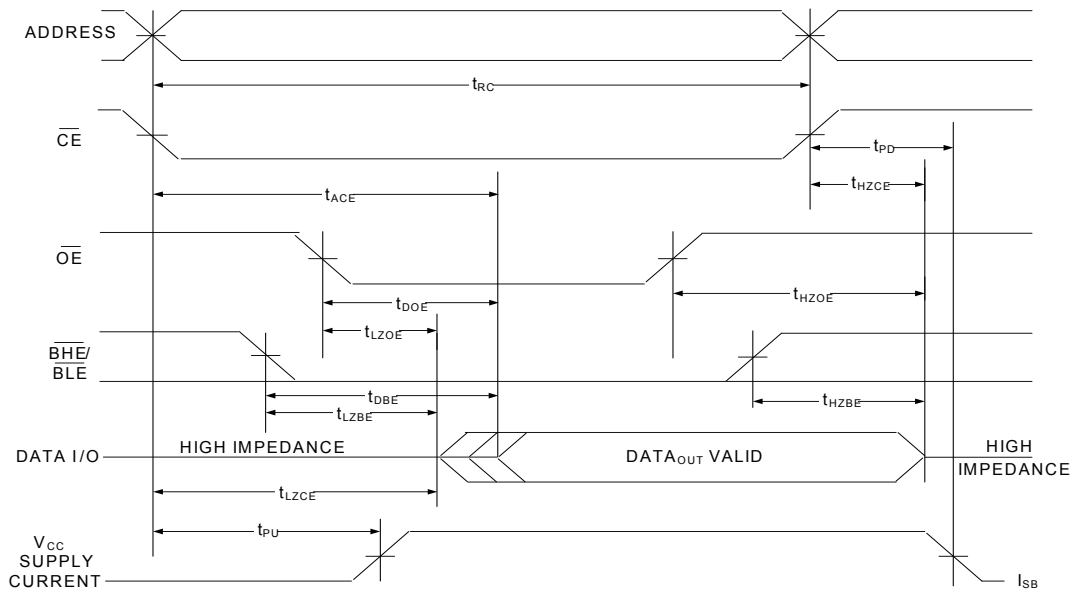 ADDRESS
tRC
CE
tPD
tHZCE
tACE
OE
tHZOE
tDOE
tLZOE
BHE/
BLE
tDBE
tHZBE
tLZBE
HIGH IMPEDANCE
DATA I/O
DATAOUT VALID
HIGH
IMPEDANCE
tLZCE
tPU
VCC
SUPPLY
CURRENT
ISB